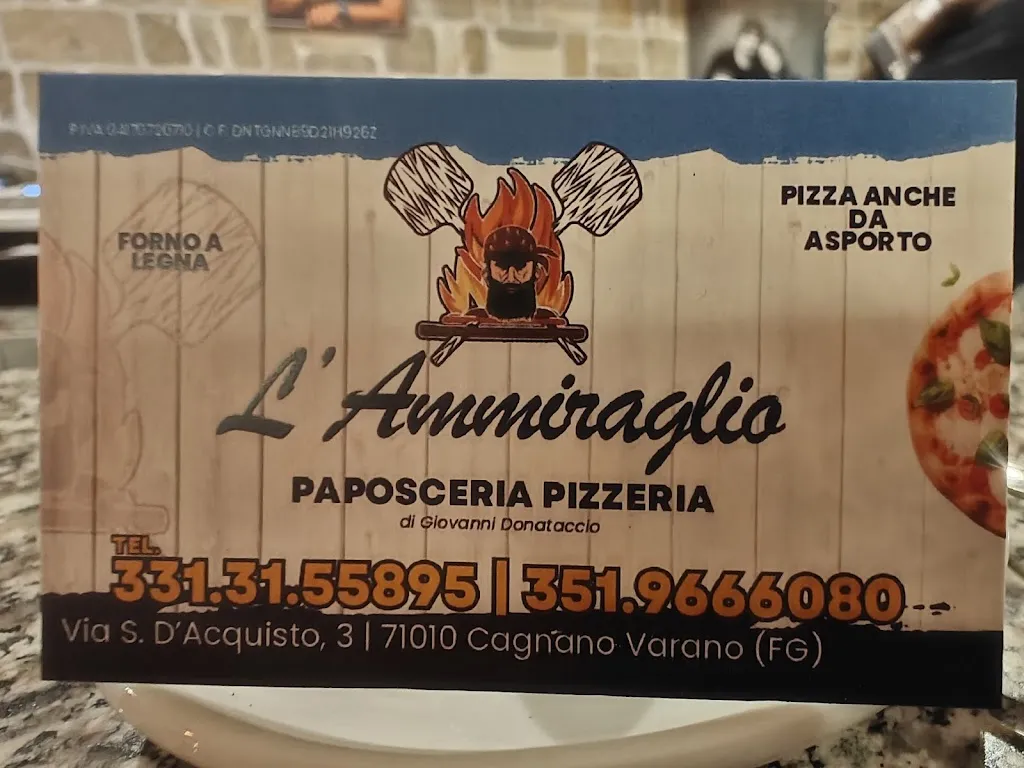 FORNO A
LEGNA
PIZZA ANCHE
DA
ASPORTO
L'Ammiraglio
PAPOSCERIA PIZZERIA
di Giovanni Donataccio
TEL.
331.31.55895 | 351.9666080
Via S. D'Acquisto, 3 | 71010 Cagnano Varano (FG)